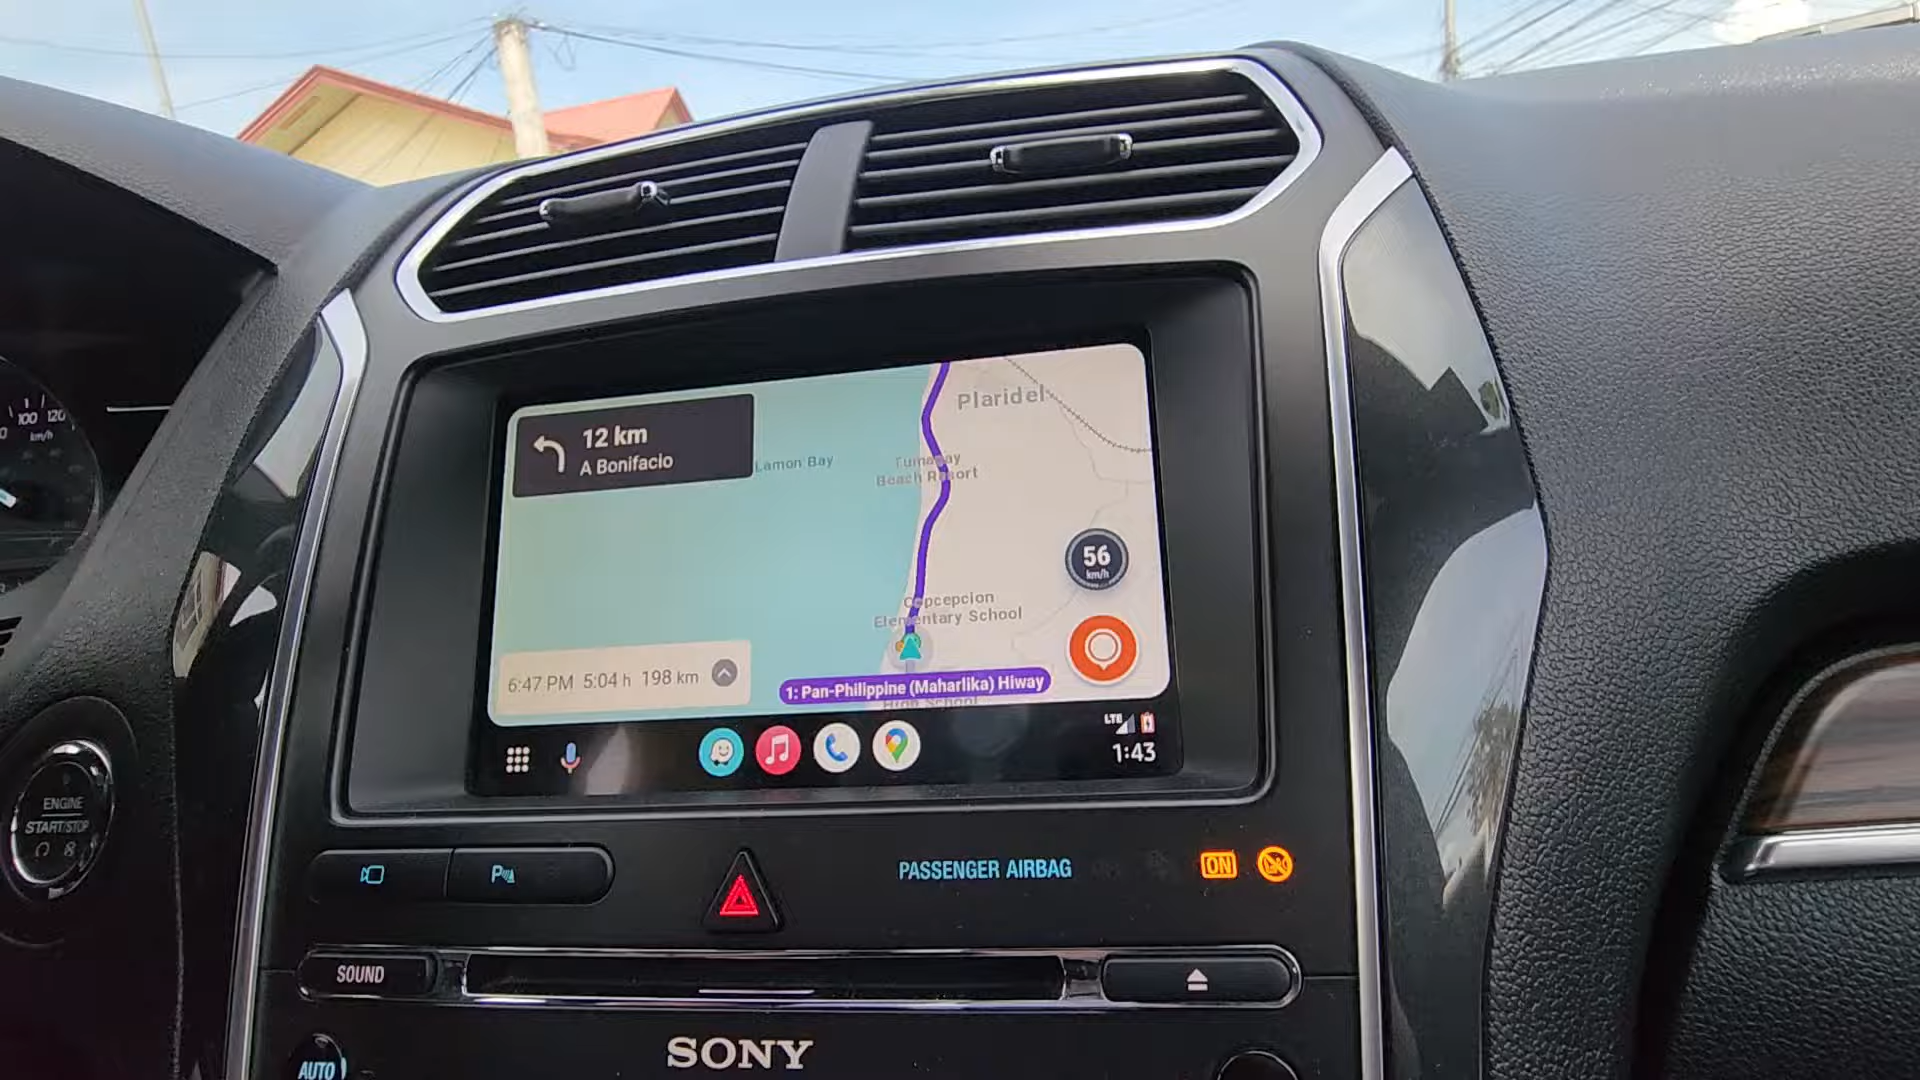 100 120
km/h
Plaridel
12 km
A Bonifacio
Lamon Bay
Beach Resort
56
km/h
Elementary School
6:47 PM 5:04 h 198 km
1: Pan-Philippine (Maharlika) Hiway
High School
LTE
1:43
ENGINE
START/STOP
PASSENGER AIRBAG
ON
SOUND
SONY
AUTO